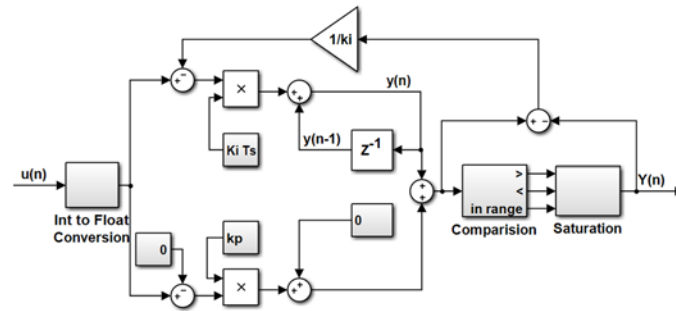 1/ki
+
−
×
+
+
y(n)
Ki Ts
y(n-1)
Z-1
+
−
u(n)
Int to Float
Conversion
+
+
>
<
in range
Comparision
Saturation
Y(n)
0
kp
0
+
−
×
+
+